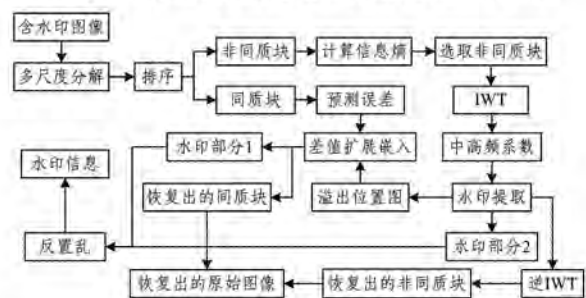 含水印图像
非同质块
计算信息熵
选取非同质块
多尺度分解
排序
同质块
预测误差
IWT
水印部分1
差值扩展嵌入
中高频系数
水印信息
恢复出的间质块
溢出位置图
水印提取
反置乱
水印部分2
恢复出的原始图像
恢复出的非同质块
逆IWT